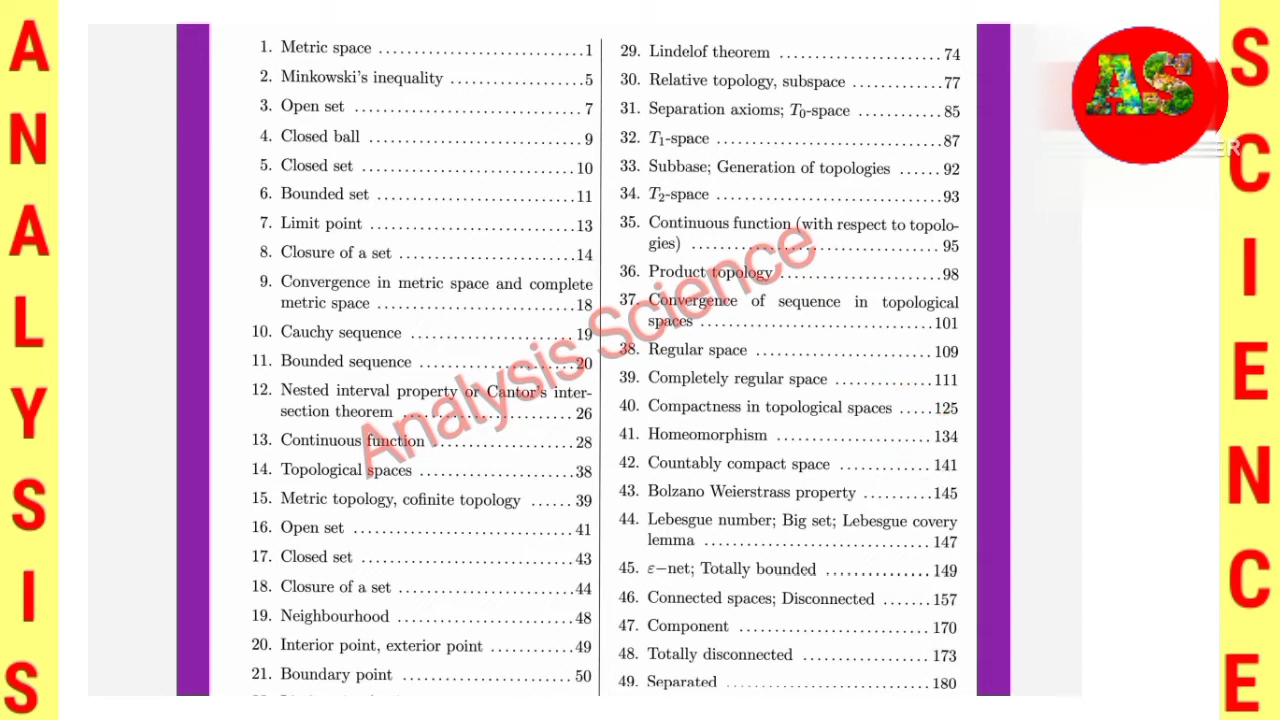 ANALYSIS
1. Metric space ..............................1
2. Minkowski's inequality ...................5
3. Open set .................................7
4. Closed ball ..............................9
5. Closed set ..............................10
6. Bounded set .............................11
7. Limit point .............................13
8. Closure of a set ........................14
9. Convergence in metric space and complete
metric space ............................18
10. Cauchy sequence .........................19
11. Bounded sequence ........................20
12. Nested interval property or Cantor's inter-
section theorem .........................26
13. Continuous function .....................28
14. Topological spaces ......................38
15. Metric topology, cofinite topology ......39
16. Open set ................................41
17. Closed set ..............................43
18. Closure of a set ........................44
19. Neighbourhood ...........................48
20. Interior point, exterior point ..........49
21. Boundary point ..........................50
29. Lindelof theorem ........................74
30. Relative topology, subspace .............77
31. Separation axioms; T₀-space .............85
32. T₁-space ................................87
33. Subbase; Generation of topologies ......92
34. T₂-space ................................93
35. Continuous function (with respect to topolo-
gies) ...................................95
36. Product topology ........................98
37. Convergence of sequence in topological
spaces .................................101
38. Regular space ..........................109
39. Completely regular space ...............111
40. Compactness in topological spaces .....125
41. Homeomorphism ..........................134
42. Countably compact space ................141
43. Bolzano Weierstrass property ..........145
44. Lebesgue number; Big set; Lebesgue covery
lemma ..................................147
45. ε−net; Totally bounded .................149
46. Connected spaces; Disconnected .......157
47. Component ..............................170
48. Totally disconnected ...................173
49. Separated ..............................180
Analysis Science
AS
ER
SCIENCE